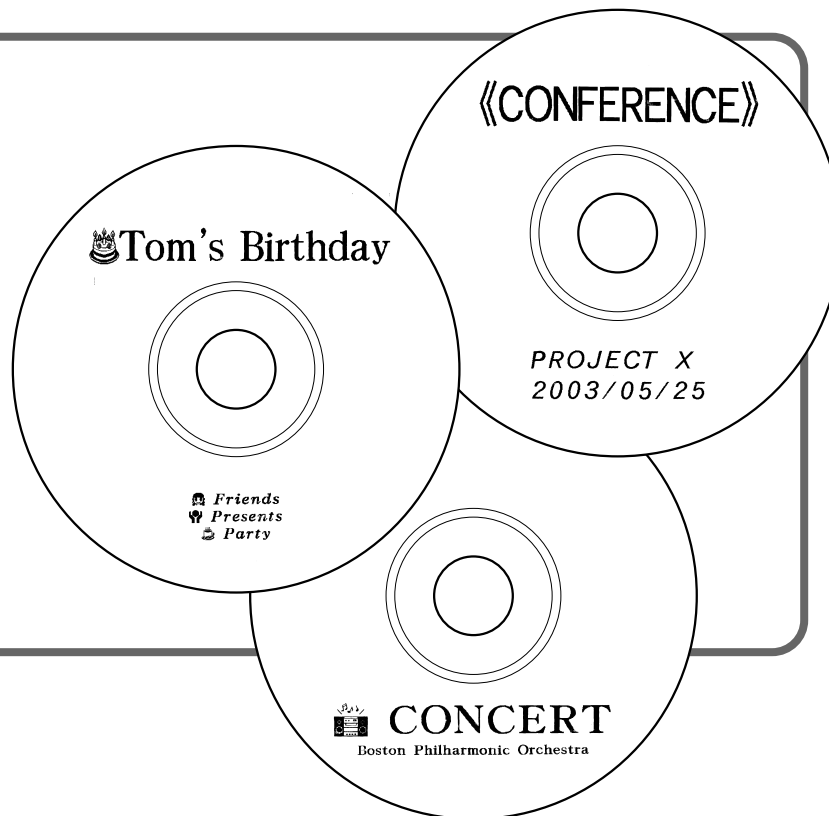 《CONFERENCE》
PROJECT X
2003/05/25
Tom's Birthday
Friends
Presents
Party
CONCERT
Boston Philharmonic Orchestra